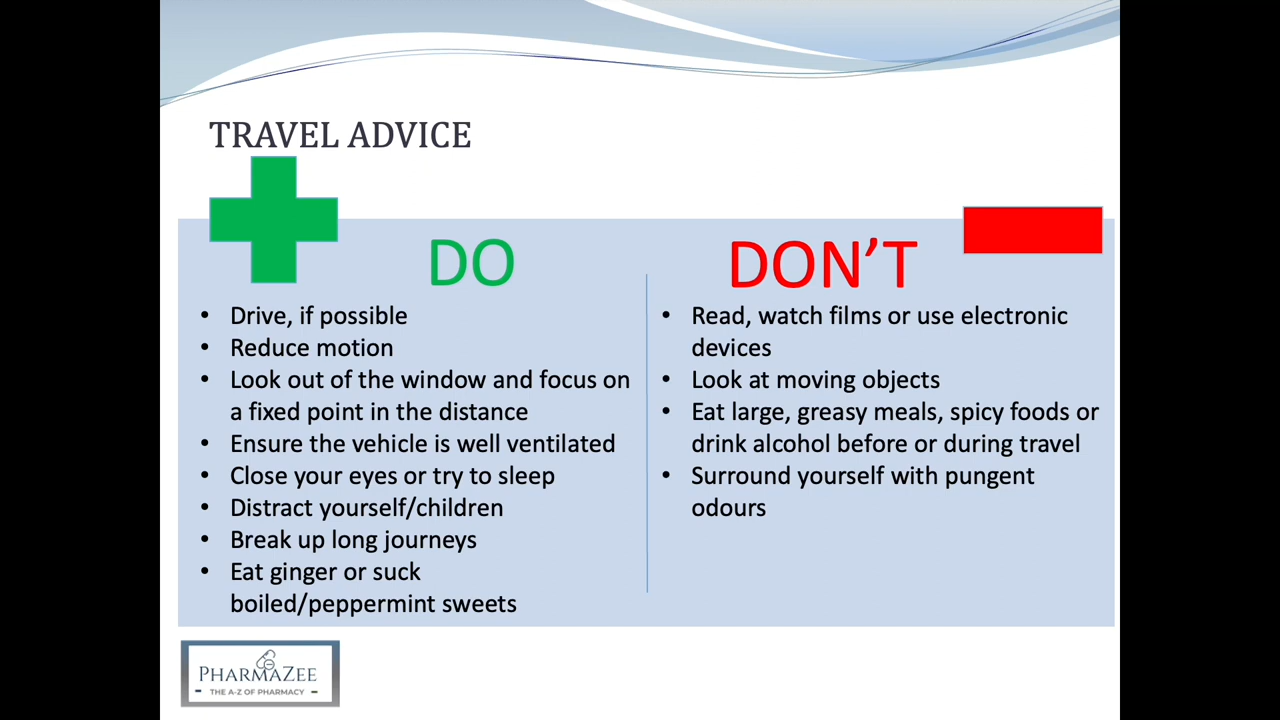 TRAVEL ADVICE
DO
• Drive, if possible
• Reduce motion
• Look out of the window and focus on
a fixed point in the distance
• Ensure the vehicle is well ventilated
• Close your eyes or try to sleep
• Distract yourself/children
• Break up long journeys
• Eat ginger or suck
boiled/peppermint sweets
DON’T
• Read, watch films or use electronic
devices
• Look at moving objects
• Eat large, greasy meals, spicy foods or
drink alcohol before or during travel
• Surround yourself with pungent
odours
PHARMAZEE
THE A-Z OF PHARMACY